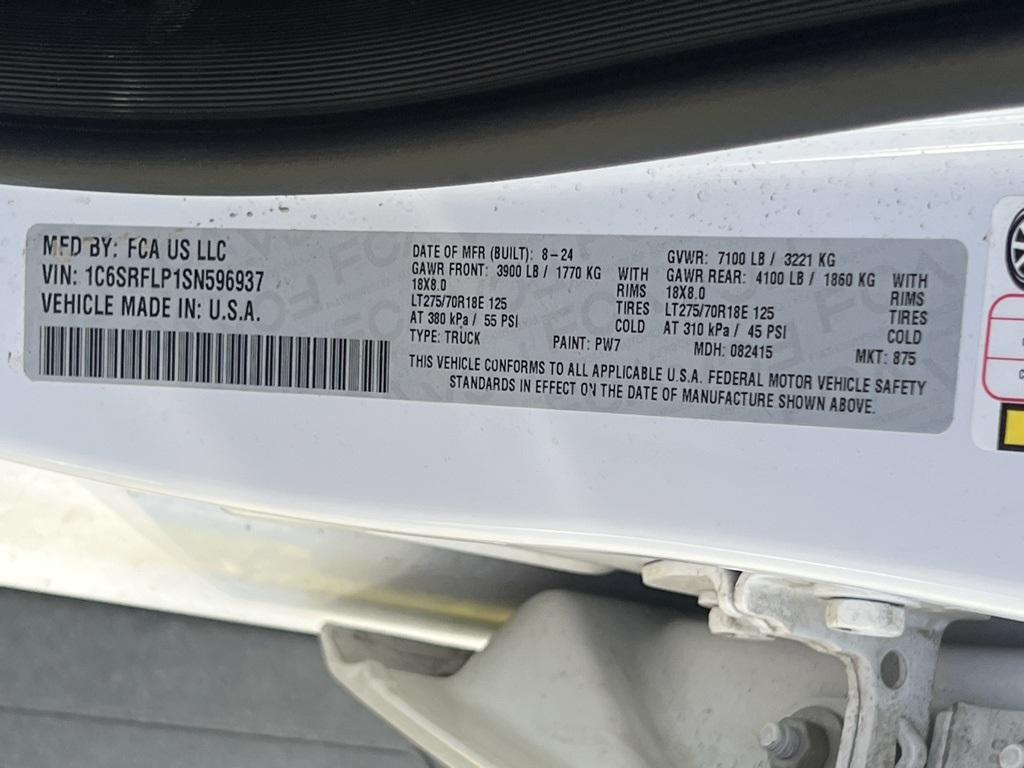 MFD BY: FCA US LLC
VIN: 1C6SRFLP1SN596937
VEHICLE MADE IN: U.S.A.
DATE OF MFR (BUILT): 8-24
GAWR FRONT: 3900 LB / 1770 KG WITH
18X8.0 RIMS
LT275/70R18E 125 TIRES
AT 380 kPa / 55 PSI COLD
TYPE: TRUCK PAINT: PW7
GVWR: 7100 LB / 3221 KG
GAWR REAR: 4100 LB / 1860 KG WITH
18X8.0 RIMS
LT275/70R18E 125 TIRES
AT 310 kPa / 45 PSI COLD
MDH: 082415 MKT: 875
THIS VEHICLE CONFORMS TO ALL APPLICABLE U.S.A. FEDERAL MOTOR VEHICLE SAFETY
STANDARDS IN EFFECT ON THE DATE OF MANUFACTURE SHOWN ABOVE.